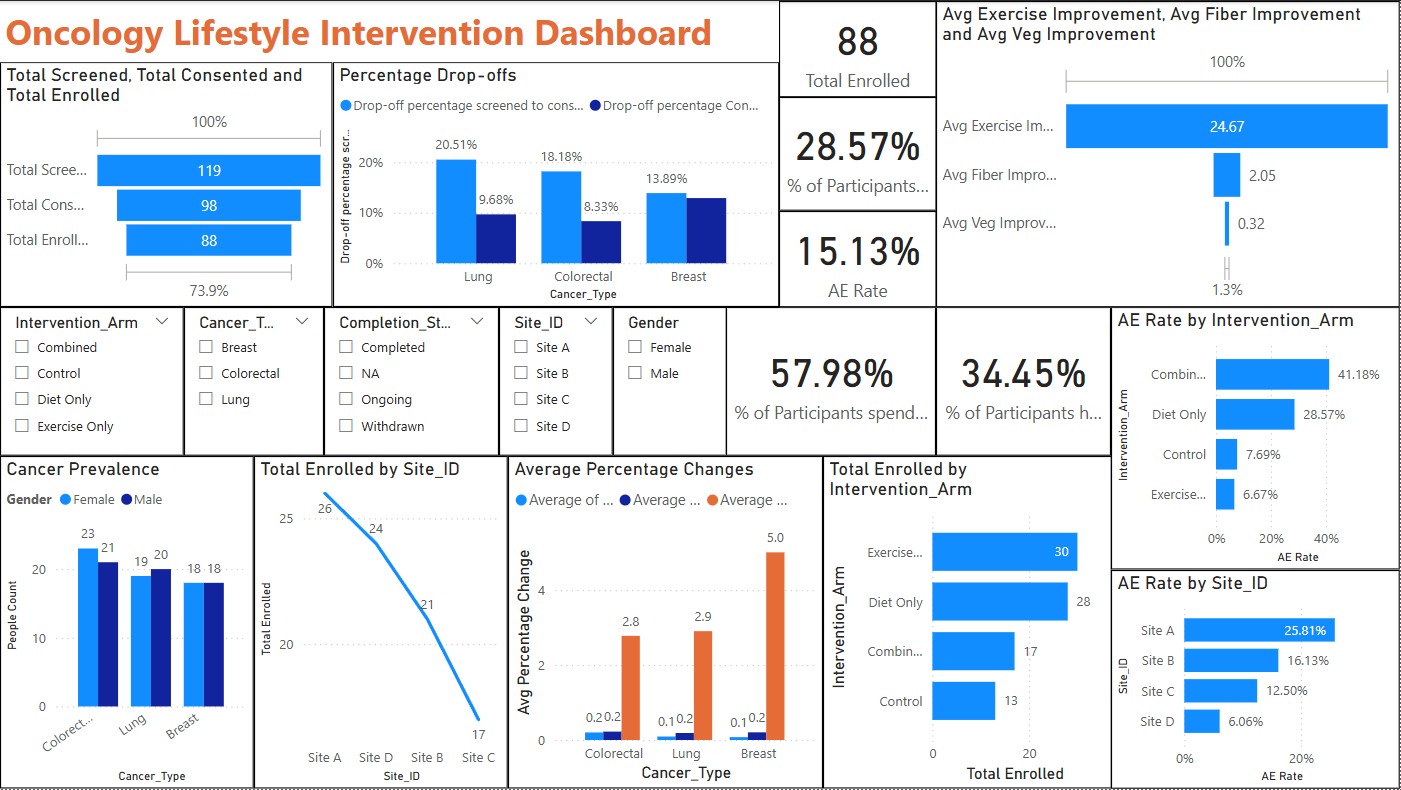 Oncology Lifestyle Intervention Dashboard
88
Total Enrolled
28.57%
% of Participants...
15.13%
AE Rate
Avg Exercise Improvement, Avg Fiber Improvement
and Avg Veg Improvement
100%
Avg Exercise Im...
24.67
Avg Fiber Impro...
2.05
Avg Veg Improv...
0.32
1.3%
Total Screened, Total Consented and
Total Enrolled
100%
Total Scree...
119
Total Cons...
98
Total Enroll...
88
73.9%
Percentage Drop-offs
Drop-off percentage screened to cons...
Drop-off percentage Con...
Drop-off percentage scr...
20%
10%
0%
20.51%
9.68%
18.18%
8.33%
13.89%
Lung
Colorectal
Breast
Cancer_Type
Intervention_Arm
Combined
Control
Diet Only
Exercise Only
Cancer_T...
Breast
Colorectal
Lung
Completion_St...
Completed
NA
Ongoing
Withdrawn
Site_ID
Site A
Site B
Site C
Site D
Gender
Female
Male
57.98%
% of Participants spend...
34.45%
% of Participants h...
AE Rate by Intervention_Arm
Intervention_Arm
Combin...
41.18%
Diet Only
28.57%
Control
7.69%
Exercise...
6.67%
0%
20%
40%
AE Rate
Cancer Prevalence
Gender
Female
Male
People Count
20
10
0
23
21
19
20
18
18
Colorect...
Lung
Breast
Cancer_Type
Total Enrolled by Site_ID
Total Enrolled
25
20
26
24
21
17
Site A
Site D
Site B
Site C
Site_ID
Average Percentage Changes
Average of ...
Average ...
Average ...
Avg Percentage Change
4
2
0
0.2
0.2
2.8
0.1
0.2
2.9
0.1
0.2
5.0
Colorectal
Lung
Breast
Cancer_Type
Total Enrolled by
Intervention_Arm
Intervention_Arm
Exercise...
30
Diet Only
28
Combin...
17
Control
13
0
20
Total Enrolled
AE Rate by Site_ID
Site_ID
Site A
25.81%
Site B
16.13%
Site C
12.50%
Site D
6.06%
0%
20%
AE Rate